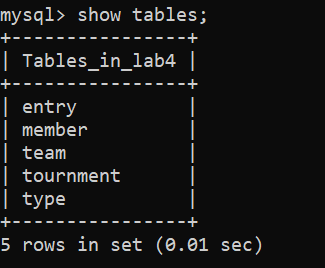 mysql> show tables;
+----------------+
| Tables_in_lab4 |
+----------------+
| entry          |
| member         |
| team           |
| tournment      |
| type           |
+----------------+
5 rows in set (0.01 sec)